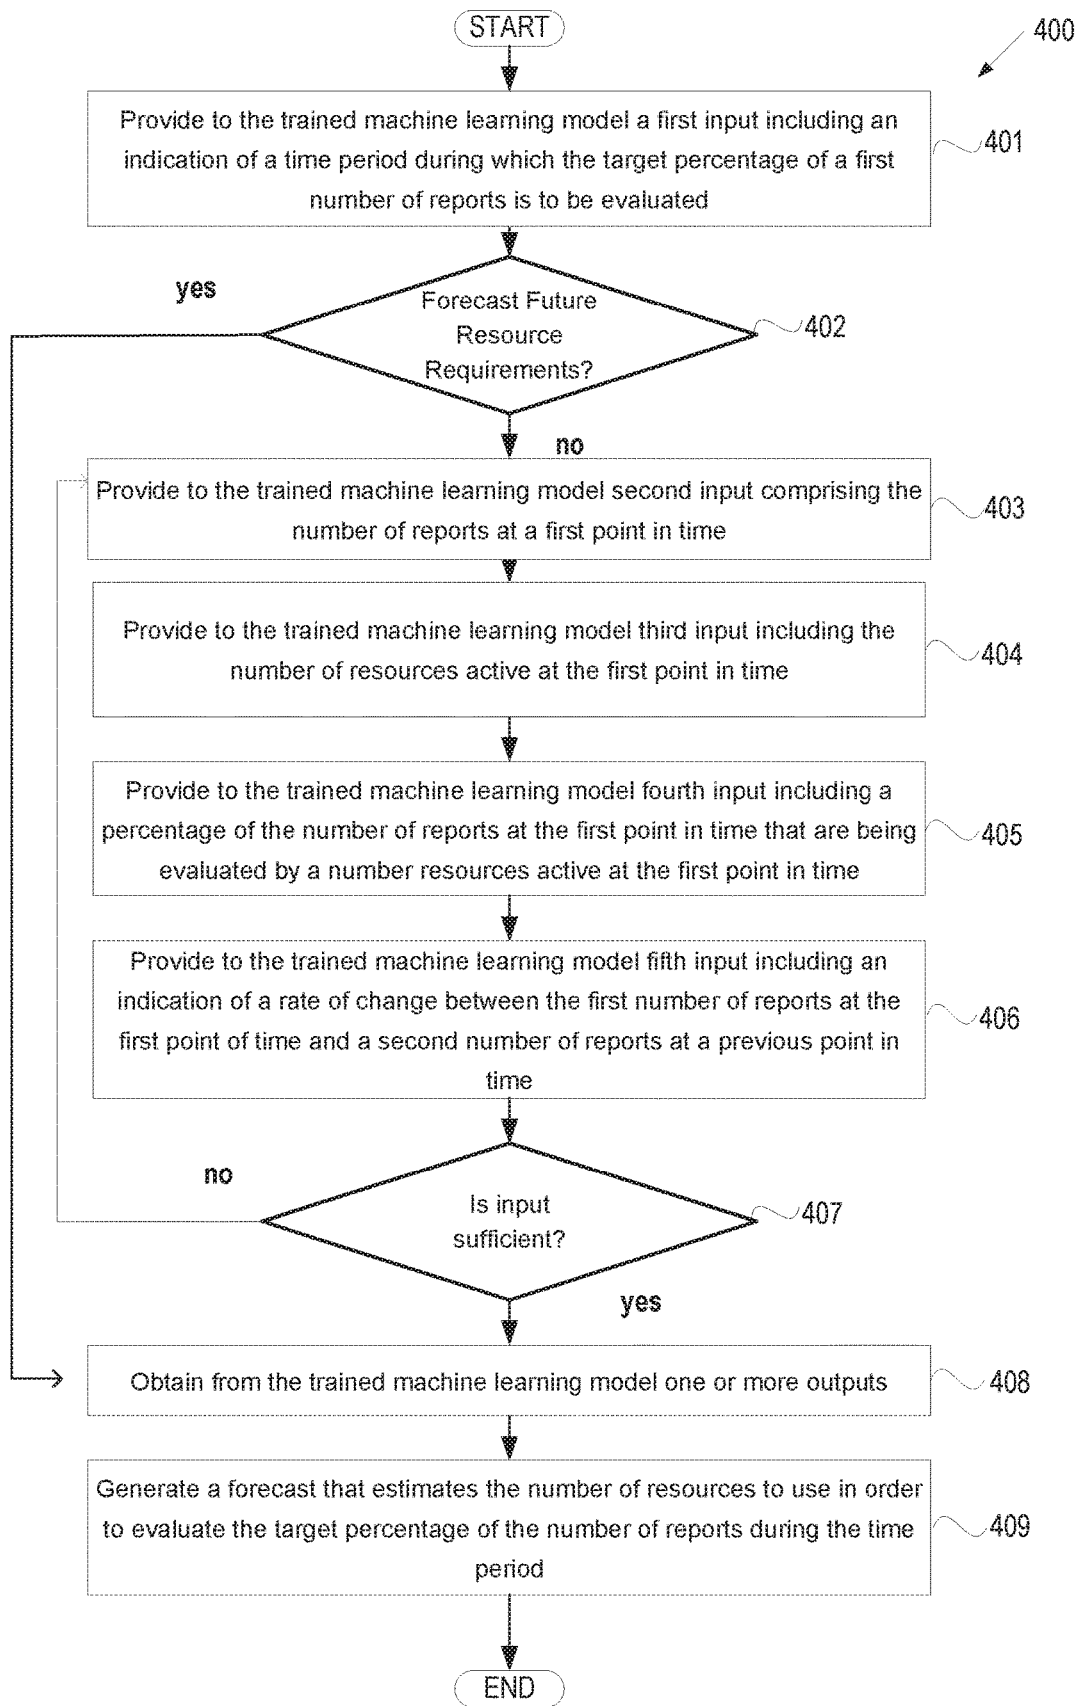 START
400
Provide to the trained machine learning model a first input including an
indication of a time period during which the target percentage of a first
number of reports is to be evaluated
401
yes
Forecast Future
Resource
Requirements?
402
no
Provide to the trained machine learning model second input comprising the
number of reports at a first point in time
403
Provide to the trained machine learning model third input including the
number of resources active at the first point in time
404
Provide to the trained machine learning model fourth input including a
percentage of the number of reports at the first point in time that are being
evaluated by a number resources active at the first point in time
405
Provide to the trained machine learning model fifth input including an
indication of a rate of change between the first number of reports at the
first point of time and a second number of reports at a previous point in
time
406
no
Is input
sufficient?
407
yes
Obtain from the trained machine learning model one or more outputs
408
Generate a forecast that estimates the number of resources to use in order
to evaluate the target percentage of the number of reports during the time
period
409
END